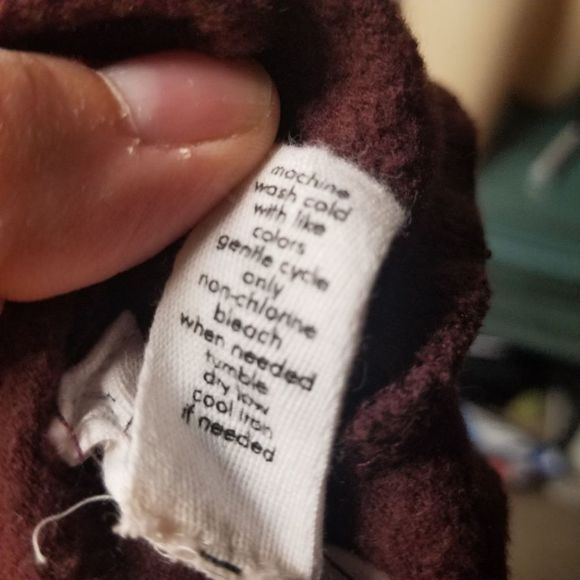 machine
wash cold
with like
colors
gentle cycle
only
non-chlorine
bleach
when needed
tumble
dry low
cool iron
if needed